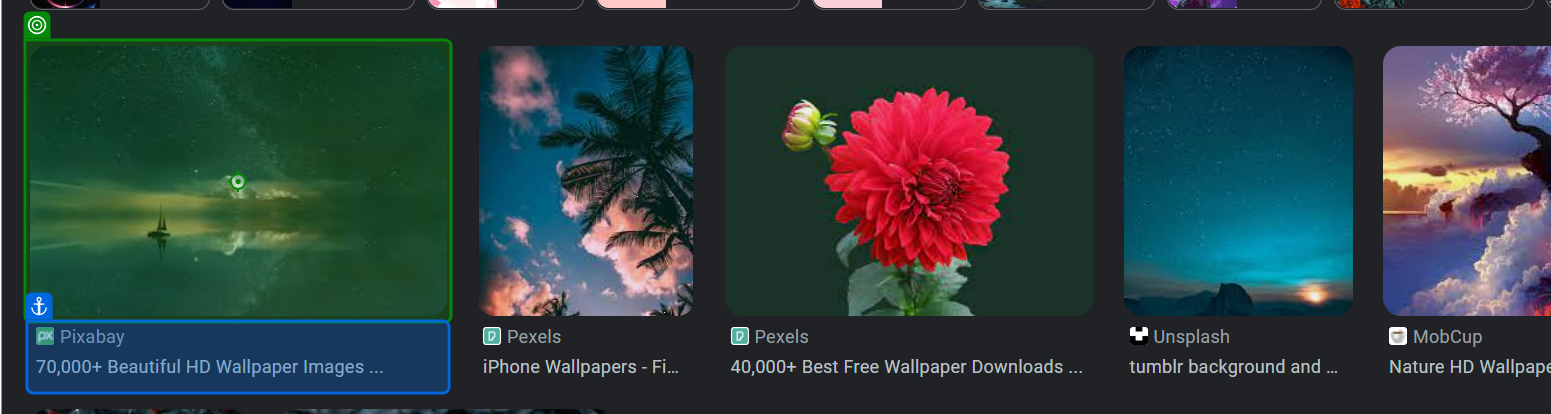 Pixabay
70,000+ Beautiful HD Wallpaper Images ...
Pexels
iPhone Wallpapers - Fi...
Pexels
40,000+ Best Free Wallpaper Downloads ...
Unsplash
tumblr background and ...
MobCup
Nature HD Wallpape